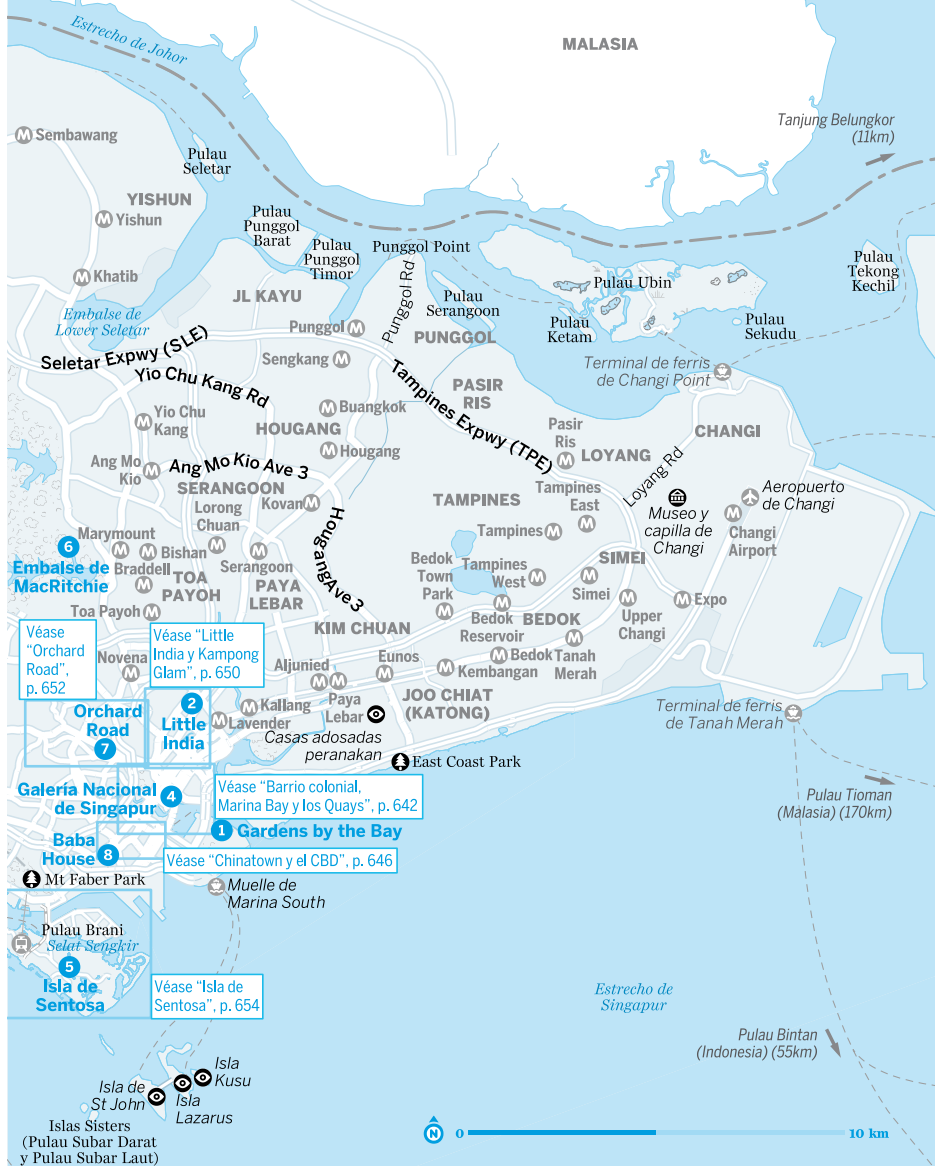 Estrecho de Johor
MALASIA
Tanjung Belungkor
(11km)
Sembawang
Pulau
Seletar
YISHUN
Yishun
Pulau
Punggol
Barat
Pulau
Punggol
Timor
Punggol Point
Khatib
Pulau
Tekong
Kechil
Pulau Ubin
JL KAYU
Punggol Rd
Pulau
Serangoon
Embalse de
Lower Seletar
Punggol
PUNGGOL
Pulau
Ketam
Pulau
Sekudu
Seletar Expwy (SLE)
Sengkang
Terminal de ferris
de Changi Point
Yio Chu Kang Rd
Tampines Expwy (TPE)
PASIR
RIS
Yio Chu
Kang
Buangkok
HOUGANG
Pasir
Ris
CHANGI
Hougang
LOYANG
Ang Mo
Kio
Ang Mo Kio Ave 3
Loyang Rd
SERANGOON
Kovan
TAMPINES
Tampines
East
Aeropuerto
de Changi
Lorong
Chuan
Hougang Ave 3
Museo y
capilla de
Changi
Marymount
Tampines
Changi
Airport
6
Embalse de
MacRitchie
Bishan
Braddell
Serangoon
TOA
PAYOH
PAYA
LEBAR
Bedok
Town
Park
Tampines
West
SIMEI
Simei
Toa Payoh
Expo
KIM CHUAN
Bedok
Reservoir
BEDOK
Upper
Changi
Véase
“Orchard
Road”,
p. 652
Véase “Little
India y Kampong
Glam”, p. 650
Novena
Aljunied
Eunos
Bedok
Tanah
Merah
Kembangan
2
Little
India
Kallang
Lavender
Paya
Lebar
JOO CHIAT
(KATONG)
Orchard
Road
7
Casas adosadas
peranakan
Terminal de ferris
de Tanah Merah
East Coast Park
Galería Nacional
de Singapur
4
Véase “Barrio colonial,
Marina Bay y los Quays”, p. 642
Pulau Tioman
(Malasia) (170km)
1
Gardens by the Bay
Baba
House
8
Véase “Chinatown y el CBD”, p. 646
Mt Faber Park
Muelle de
Marina South
Pulau Brani
Selat Sengkir
5
Isla de
Sentosa
Véase “Isla de
Sentosa”, p. 654
Estrecho de
Singapur
Pulau Bintan
(Indonesia) (55km)
Isla
Kusu
Isla de
St John
Isla
Lazarus
Islas Sisters
(Pulau Subar Darat
y Pulau Subar Laut)
N
0
10 km